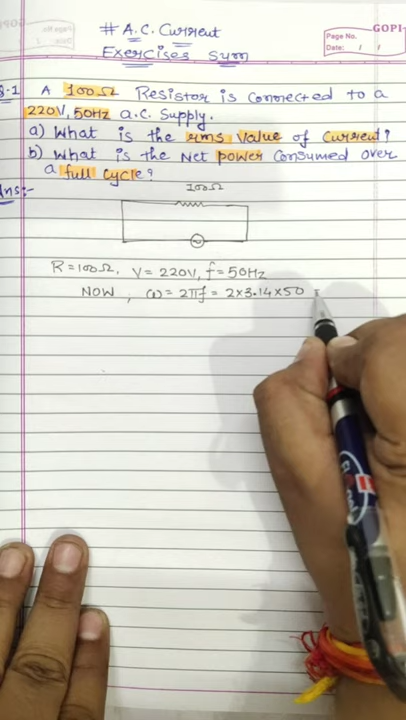 # A.C. Current
Exercises Sum
GOPI
Page No.
Date: / /
Q-1 A 100Ω Resistor is connected to a
220V, 50Hz a.c. Supply.
a) What is the rms value of Current?
b) What is the Net power Consumed over
a full cycle?
Ans:-
100Ω
R=100Ω, V=220V, f=50Hz
NOW, ω=2πf=2×3.14×50